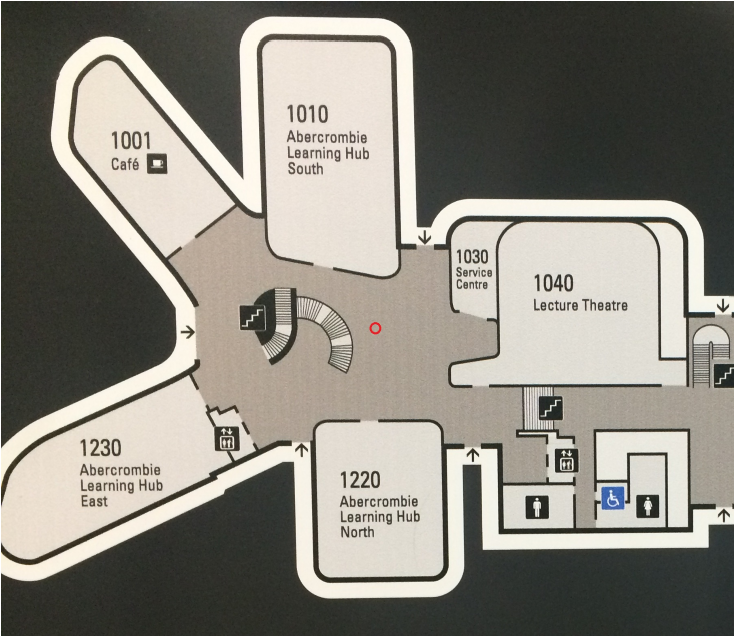 1010
Abercrombie
Learning Hub
South
1001
Café
1030
Service
Centre
1040
Lecture Theatre
1230
Abercrombie
Learning Hub
East
1220
Abercrombie
Learning Hub
North